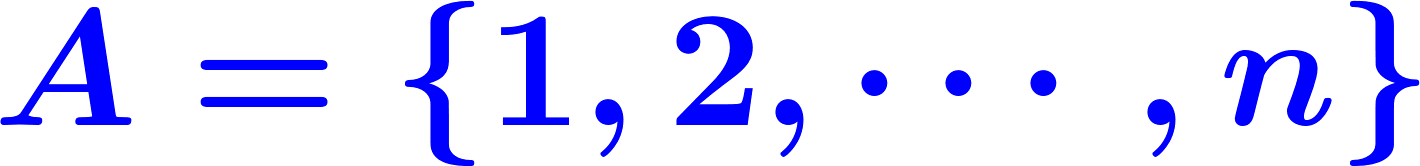 A = {1, 2, ⋯ , n}